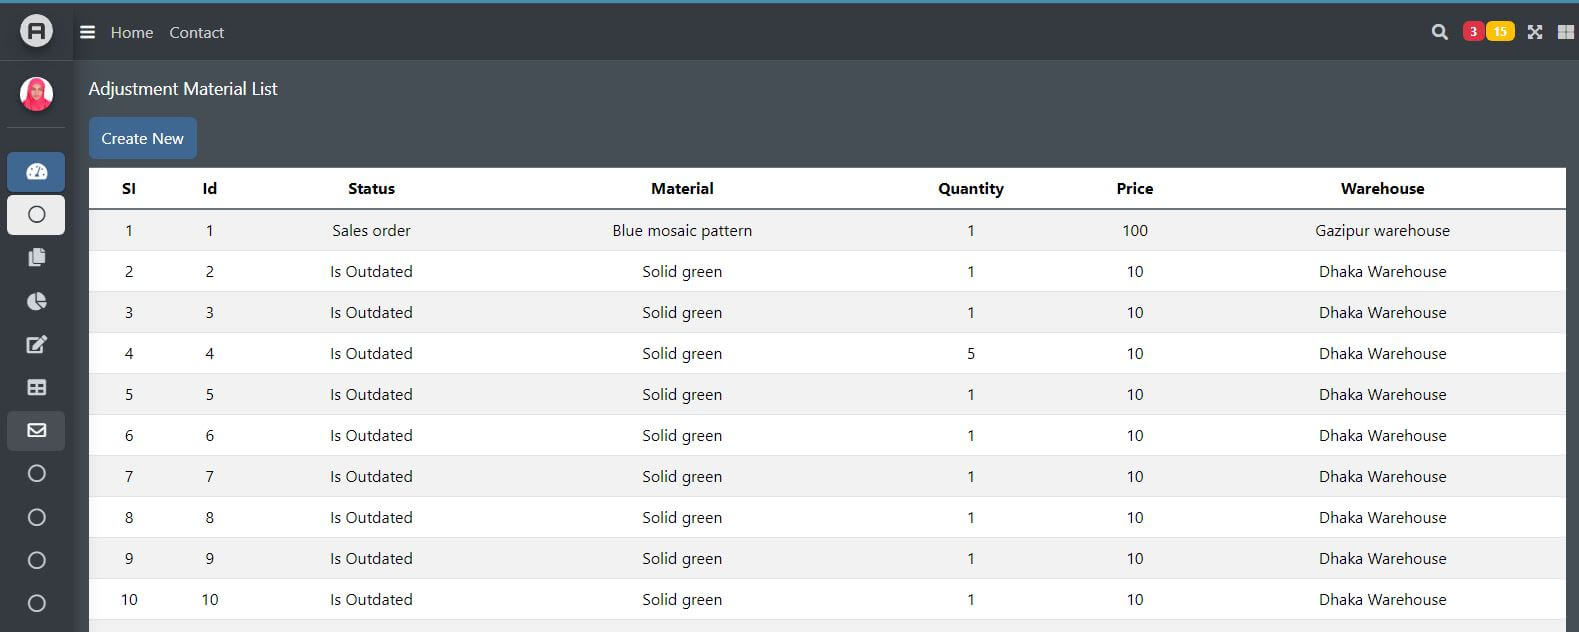 A
Home Contact
3 15
Adjustment Material List
Create New
Sl Id Status Material Quantity Price Warehouse
1 1 Sales order Blue mosaic pattern 1 100 Gazipur warehouse
2 2 Is Outdated Solid green 1 10 Dhaka Warehouse
3 3 Is Outdated Solid green 1 10 Dhaka Warehouse
4 4 Is Outdated Solid green 5 10 Dhaka Warehouse
5 5 Is Outdated Solid green 1 10 Dhaka Warehouse
6 6 Is Outdated Solid green 1 10 Dhaka Warehouse
7 7 Is Outdated Solid green 1 10 Dhaka Warehouse
8 8 Is Outdated Solid green 1 10 Dhaka Warehouse
9 9 Is Outdated Solid green 1 10 Dhaka Warehouse
10 10 Is Outdated Solid green 1 10 Dhaka Warehouse